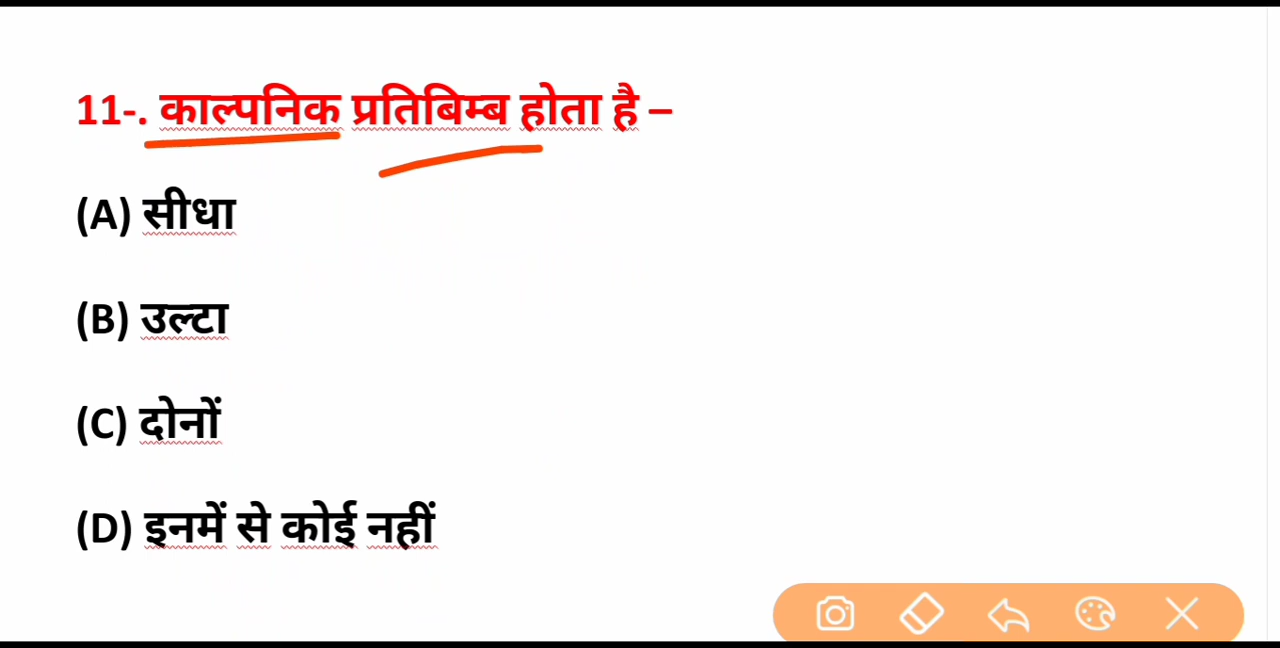 11-. काल्पनिक प्रतिबिम्ब होता है –
(A) सीधा
(B) उल्टा
(C) दोनों
(D) इनमें से कोई नहीं